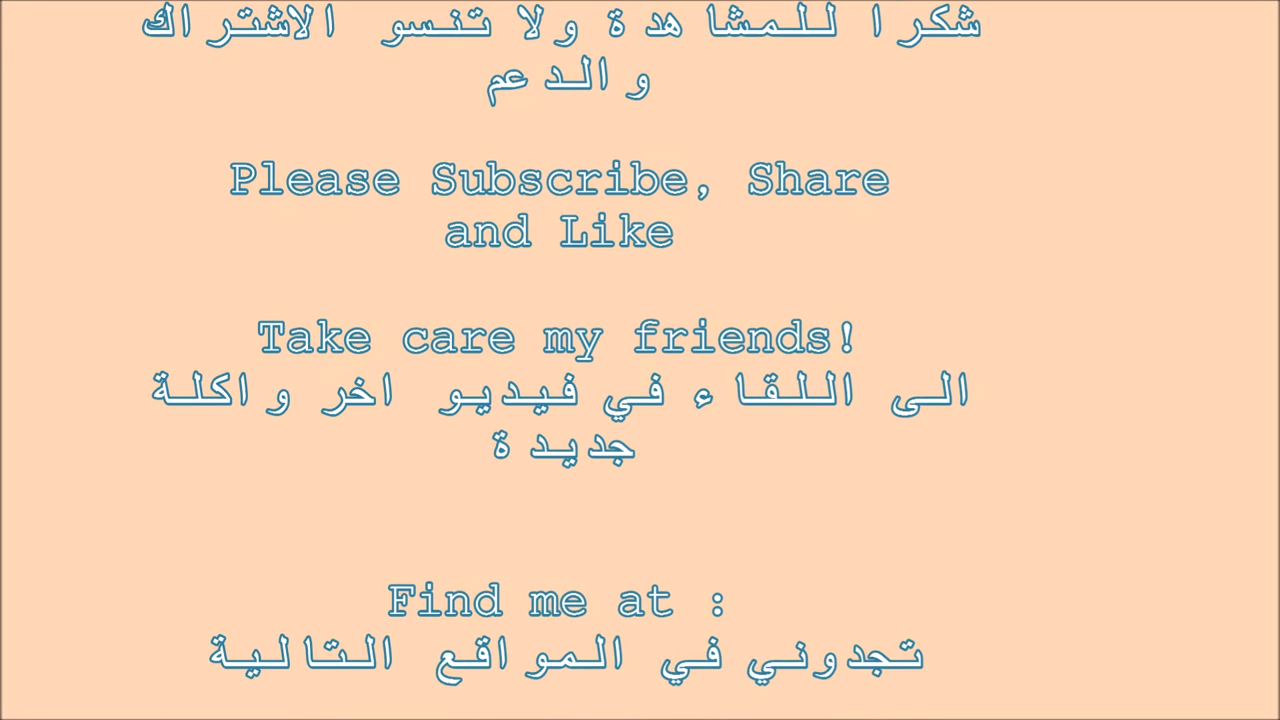 شكرا للمشاهدة ولا تنسو الاشتراك
والدعم
Please Subscribe, Share
and Like
Take care my friends!
الى اللقاء في فيديو اخر واكلة
جديدة
Find me at :
تجدوني في المواقع التالية